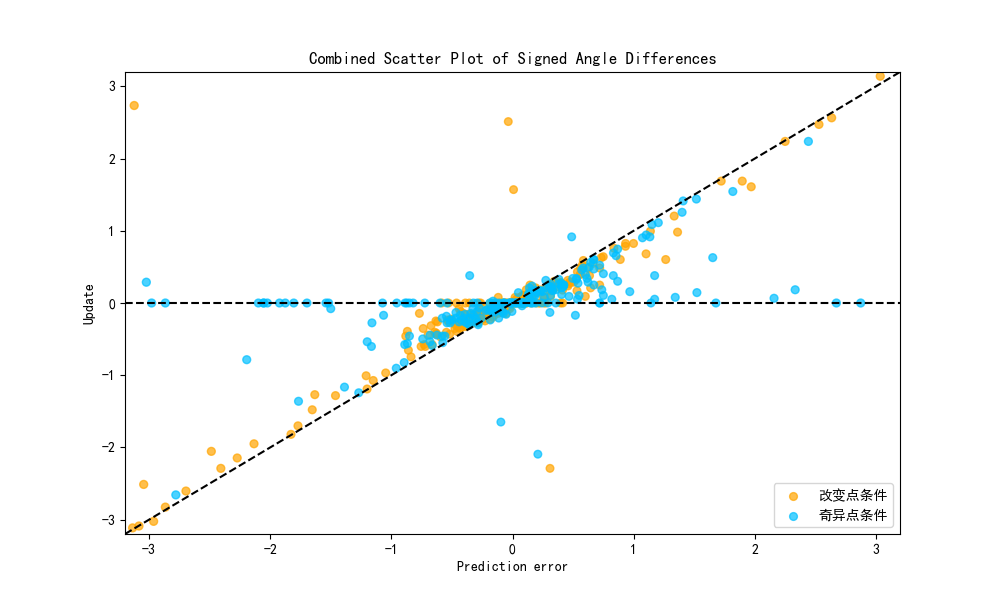 Combined Scatter Plot of Signed Angle Differences
3
2
1
0
-1
-2
-3
Update
-3 -2 -1 0 1 2 3
Prediction error
改变点条件
奇异点条件